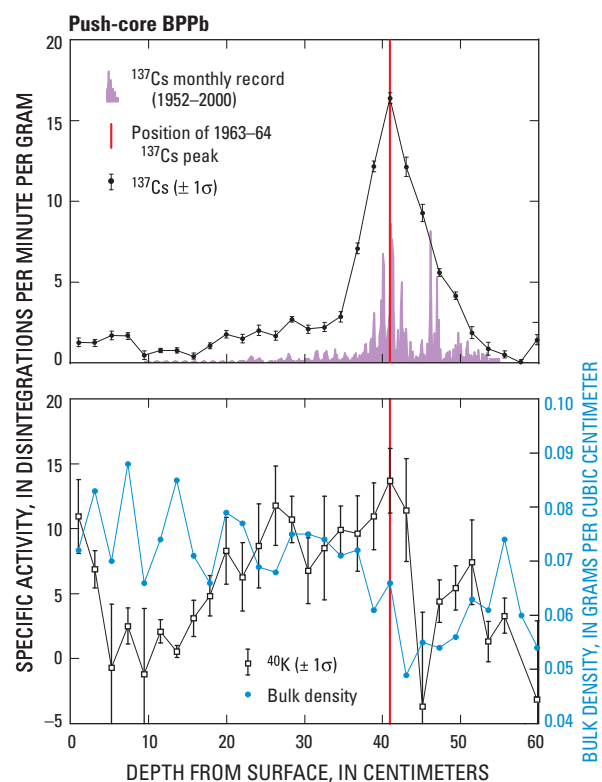 Push-core BPPb
20
15
10
5
0
¹³⁷Cs monthly record
(1952–2000)
Position of 1963–64
¹³⁷Cs peak
¹³⁷Cs (± 1σ)
SPECIFIC ACTIVITY, IN DISINTEGRATIONS PER MINUTE PER GRAM
20
15
10
5
0
−5
⁴⁰K (± 1σ)
Bulk density
0.10
0.09
0.08
0.07
0.06
0.05
0.04
BULK DENSITY, IN GRAMS PER CUBIC CENTIMETER
0 10 20 30 40 50 60
DEPTH FROM SURFACE, IN CENTIMETERS